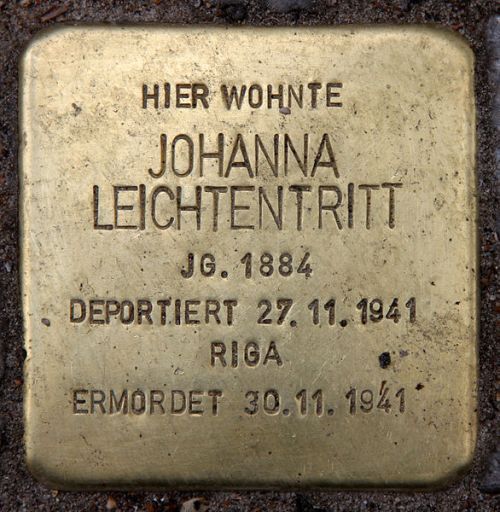 HIER WOHNTE
JOHANNA
LEICHTENTRITT
JG. 1884
DEPORTIERT 27.11.1941
RIGA
ERMORDET 30.11.1941